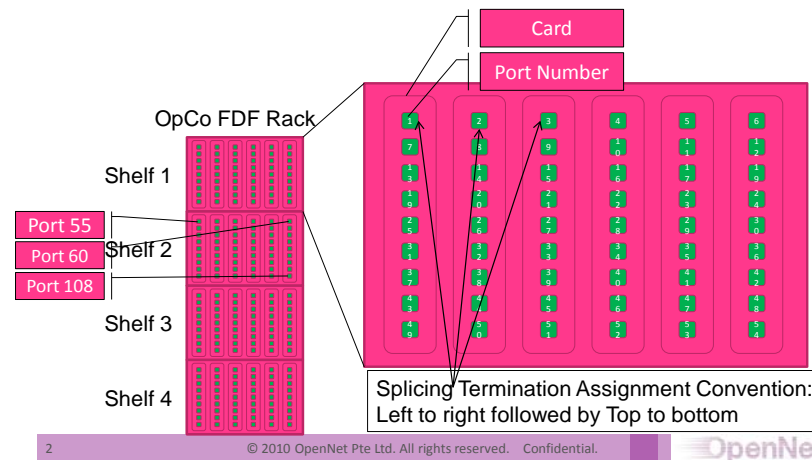 Card
Port Number
OpCo FDF Rack
Shelf 1
Shelf 2
Shelf 3
Shelf 4
Port 55
Port 60
Port 108
1 2 3 4 5 6
7 8 9 10 11 12
13 14 15 16 17 19
19 20 21 22 23 24
25 26 27 28 29 30
31 32 33 34 35 36
37 38 39 40 41 42
43 44 45 46 47 48
49 50 51 52 53 54
Splicing Termination Assignment Convention:
Left to right followed by Top to bottom
2 © 2010 OpenNet Pte Ltd. All rights reserved. Confidential.
OpenNe